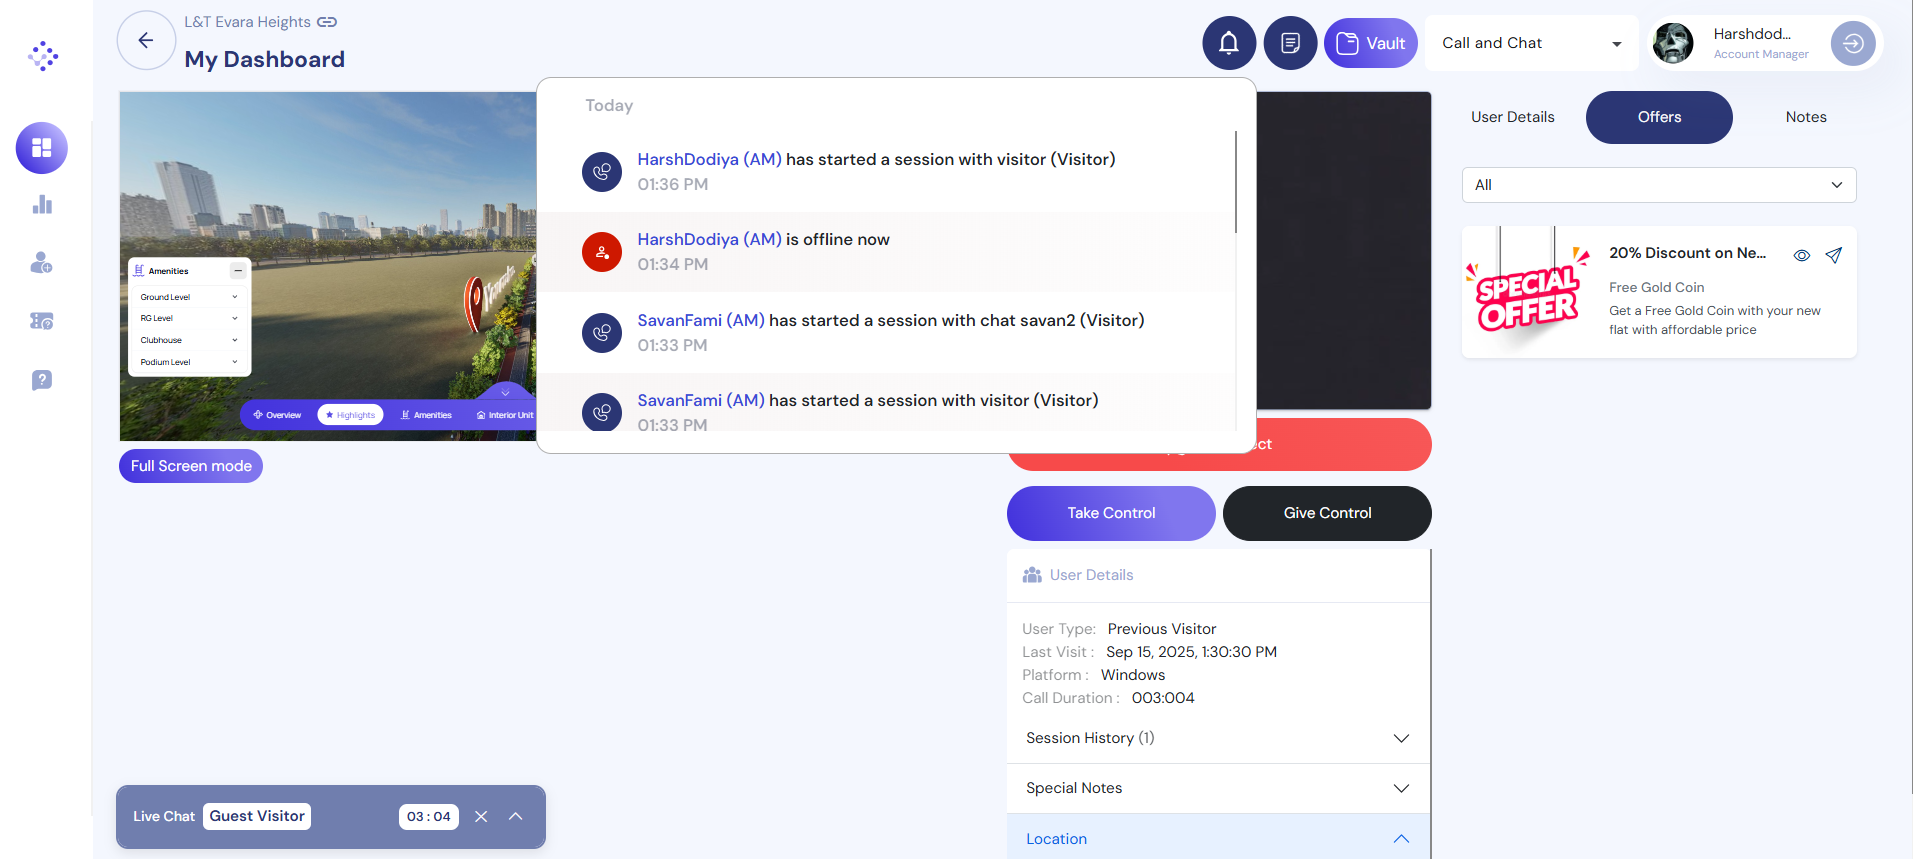 L&T Evara Heights
My Dashboard
Vault
Call and Chat
Harshdod...
Account Manager
Today
HarshDodiya (AM) has started a session with visitor (Visitor)
01:36 PM
HarshDodiya (AM) is offline now
01:34 PM
SavanFami (AM) has started a session with chat savan2 (Visitor)
01:33 PM
SavanFami (AM) has started a session with visitor (Visitor)
01:33 PM
Amenities
Ground Level
RG Level
Clubhouse
Podium Level
Overview
Highlights
Amenities
Interior Unit
Full Screen mode
Take Control
Give Control
User Details
User Type: Previous Visitor
Last Visit : Sep 15, 2025, 1:30:30 PM
Platform : Windows
Call Duration : 003:004
Session History (1)
Special Notes
Location
User Details
Offers
Notes
All
SPECIAL
OFFER
20% Discount on Ne...
Free Gold Coin
Get a Free Gold Coin with your new
flat with affordable price
Live Chat
Guest Visitor
03 : 04